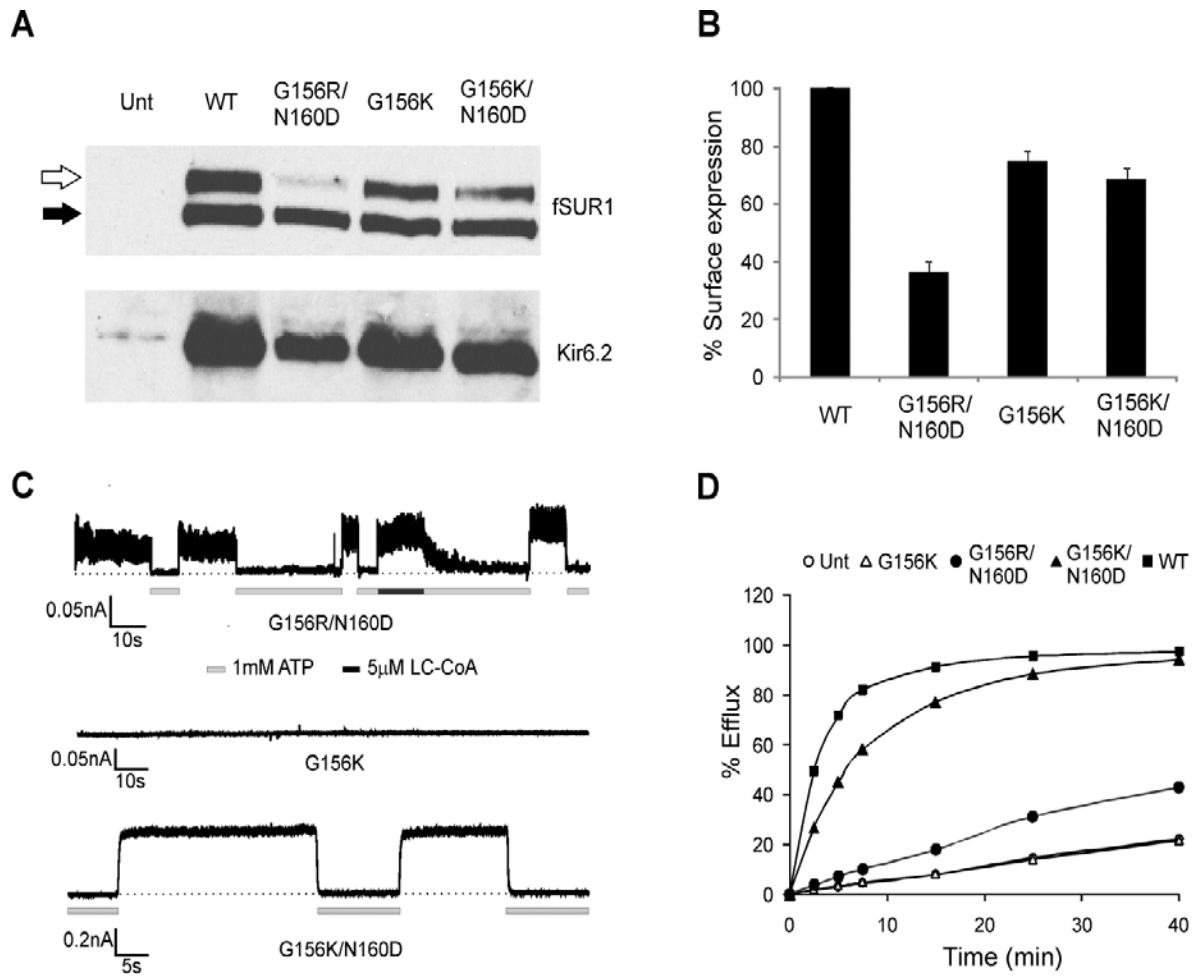 A
Unt WT G156R/ G156K G156K/
N160D N160D
fSUR1
Kir6.2
B
% Surface expression
100
80
60
40
20
0
WT G156R/ G156K G156K/
N160D N160D
C
0.05nA
10s
G156R/N160D
1mM ATP 5μM LC-CoA
0.05nA
10s
G156K
0.2nA
5s
G156K/N160D
D
Unt G156K G156R/ G156K/ WT
N160D N160D
% Efflux
120
100
80
60
40
20
0
0 10 20 30 40
Time (min)